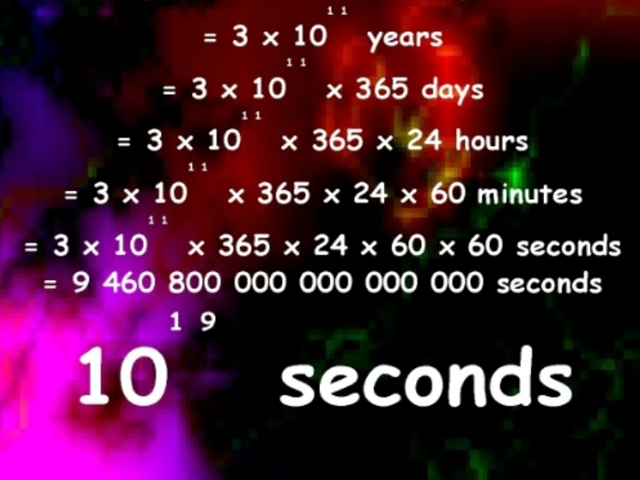 = 3 x 10¹¹ years
= 3 x 10¹¹ x 365 days
= 3 x 10¹¹ x 365 x 24 hours
= 3 x 10¹¹ x 365 x 24 x 60 minutes
= 3 x 10¹¹ x 365 x 24 x 60 x 60 seconds
= 9 460 800 000 000 000 000 seconds
10¹⁹ seconds